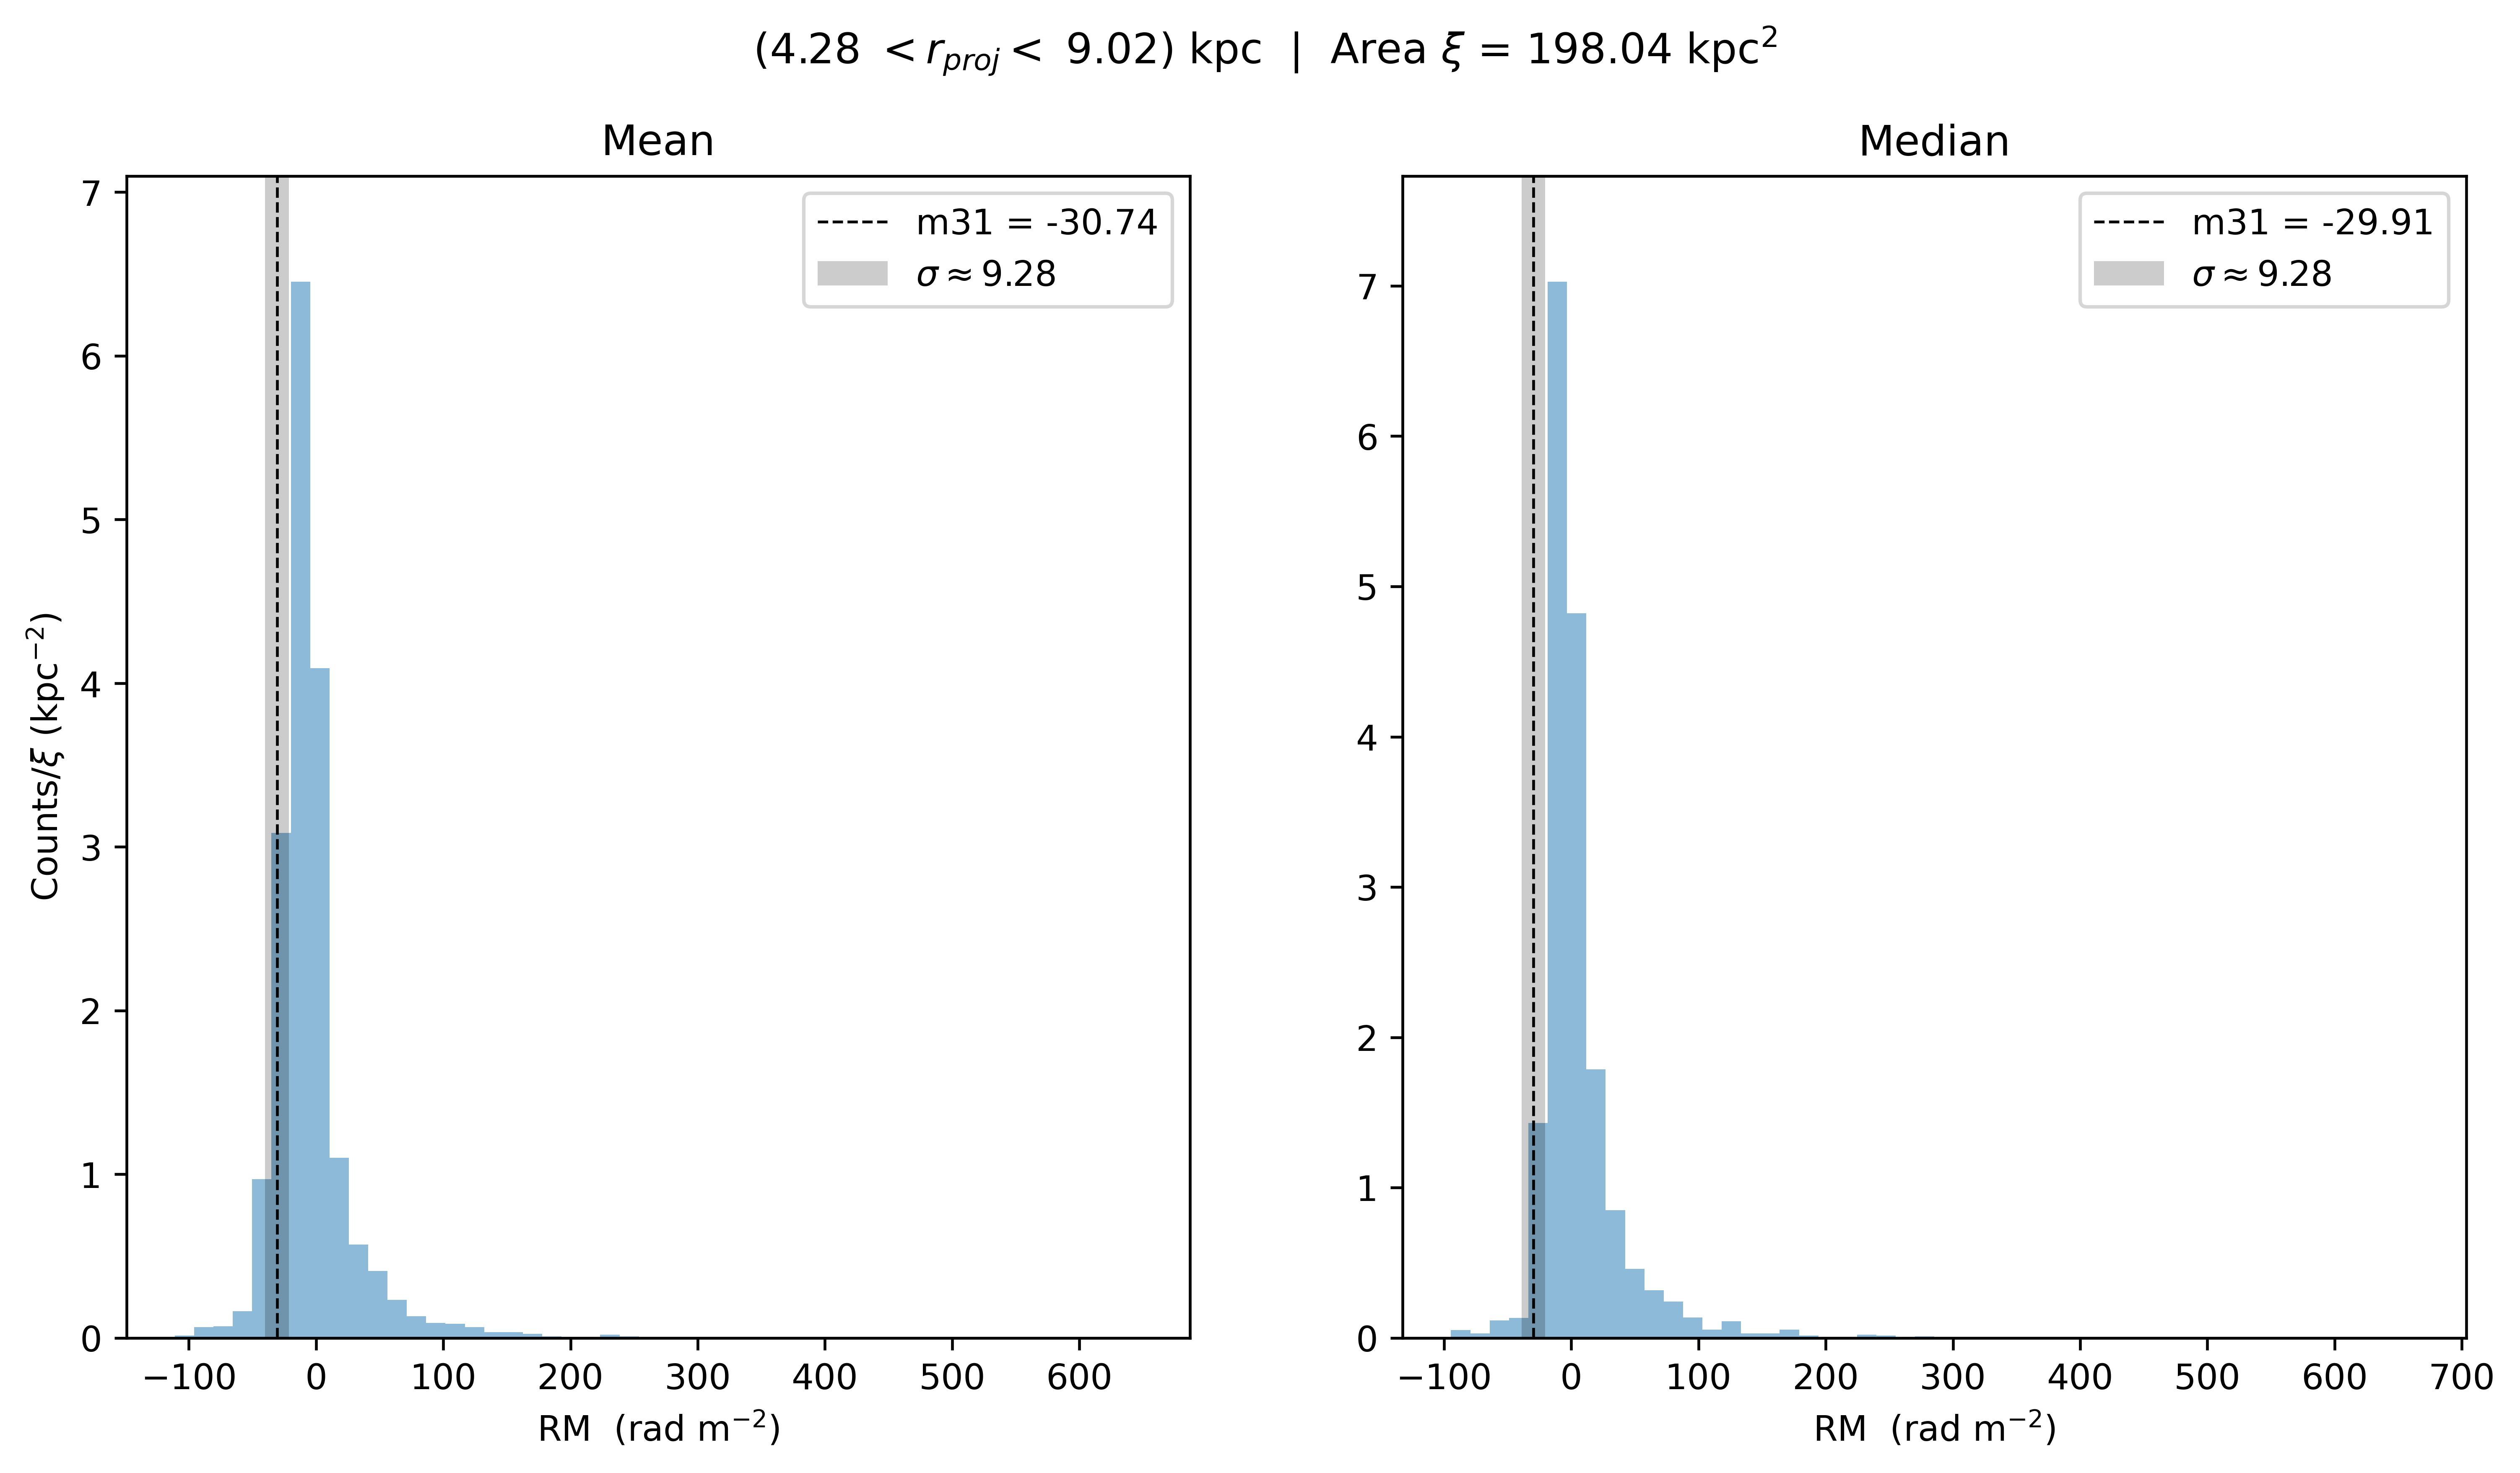 (4.28 < r_proj < 9.02) kpc | Area ξ = 198.04 kpc²
Mean
m31 = -30.74
σ ≈ 9.28
Counts/ξ (kpc⁻²)
7
6
5
4
3
2
1
0
−100 0 100 200 300 400 500 600
RM (rad m⁻²)
Median
m31 = -29.91
σ ≈ 9.28
7
6
5
4
3
2
1
0
−100 0 100 200 300 400 500 600 700
RM (rad m⁻²)